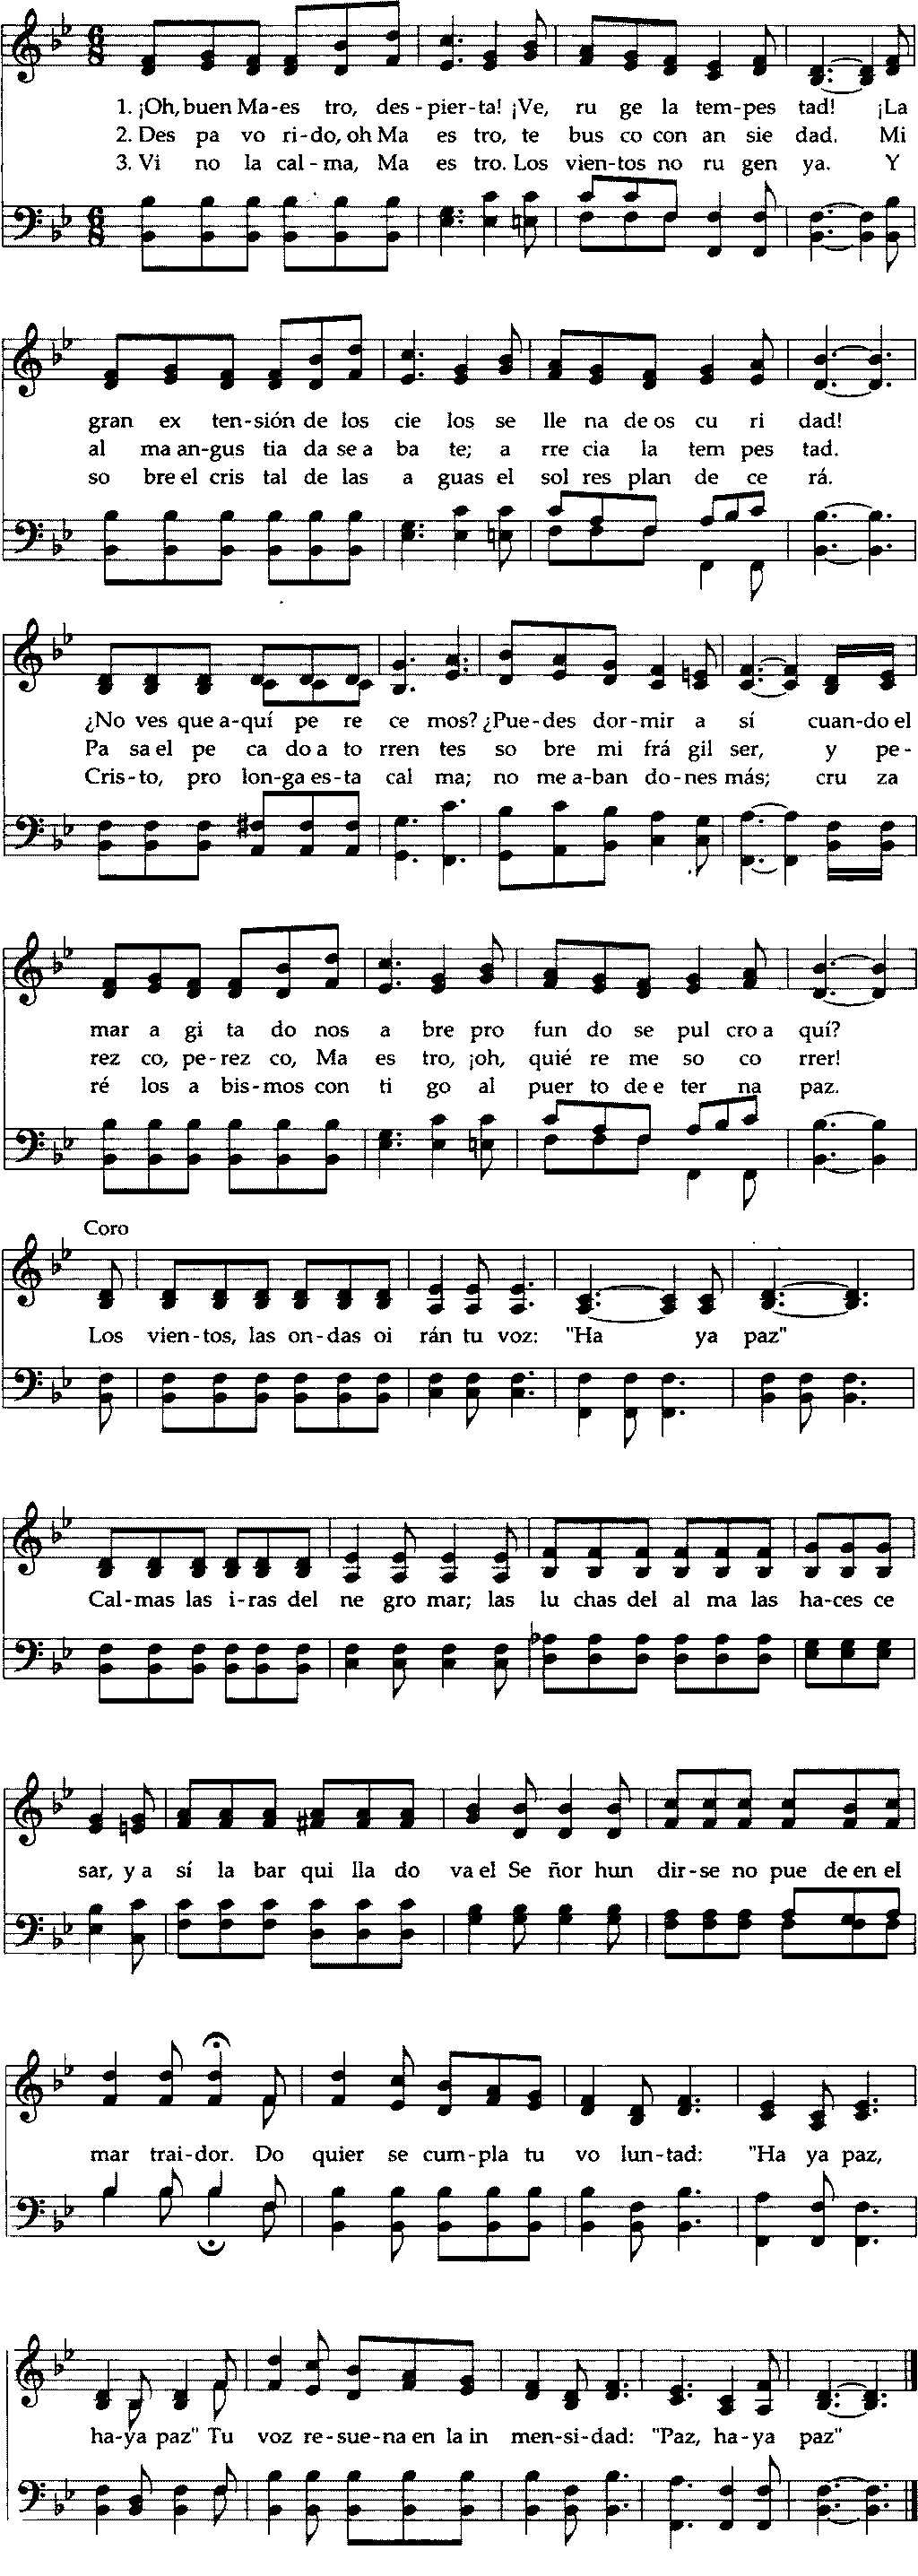 1. ¡Oh, buen Ma-es tro, des-pier-ta! ¡Ve, ru ge la tem-pes tad! ¡La
2. Des pa vo ri-do, oh Ma es tro, te bus co con an sie dad. Mi
3. Vi no la cal-ma, Ma es tro. Los vien-tos no ru gen ya. Y
gran ex ten-sión de los cie los se lle na de os cu ri dad!
al ma an-gus tia da se a ba te; a rre cia la tem pes tad.
so bre el cris tal de las a guas el sol res plan de ce rá.
¿No ves que a-quí pe re ce mos? ¿Pue-des dor-mir a sí cuan-do el
Pa sa el pe ca do a to rren tes so bre mi frá gil ser, y pe-
Cris-to, pro lon-ga es-ta cal ma; no me a-ban do-nes más; cru za
mar a gi ta do nos a bre pro fun do se pul cro a quí?
rez co, pe-rez co, Ma es tro, ¡oh, quié re me so co rrer!
ré los a bis-mos con ti go al puer to de e ter na paz.
Coro
Los vien-tos, las on-das oi rán tu voz: "Ha ya paz"
Cal-mas las i-ras del ne gro mar; las lu chas del al ma las ha-ces ce
sar, y a sí la bar qui lla do va el Se ñor hun dir-se no pue de en el
mar trai-dor. Do quier se cum-pla tu vo lun-tad: "Ha ya paz,
ha-ya paz" Tu voz re-sue-na en la in men-si-dad: "Paz, ha-ya paz"